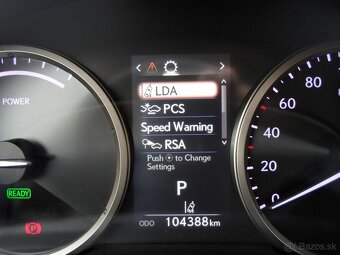 LDA
PCS
Speed Warning
RSA
Push to Change
Settings
P
ODO 104388 km
POWER
READY
P
80
60
40
20
0
Bazos.sk